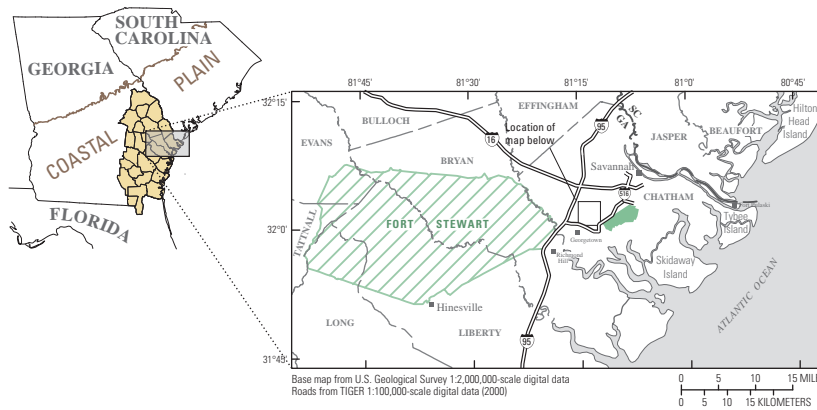 SOUTH
CAROLINA
GEORGIA
PLAIN
COASTAL
FLORIDA
81°45'
81°30'
81°15'
81°0'
80°45'
32°15'
32°0'
31°45'
EFFINGHAM
SC
GA
Hilton
Head
Island
BULLOCH
95
JASPER
BEAUFORT
16
Location of
map below
EVANS
BRYAN
Savannah
516
CHATHAM
TATTNALL
FORT STEWART
Georgetown
Tybee
Island
Richmond
Hill
Skidaway
Island
Hinesville
LONG
LIBERTY
95
ATLANTIC OCEAN
Base map from U.S. Geological Survey 1:2,000,000-scale digital data
Roads from TIGER 1:100,000-scale digital data (2000)
0 5 10 15 MILE
0 5 10 15 KILOMETERS